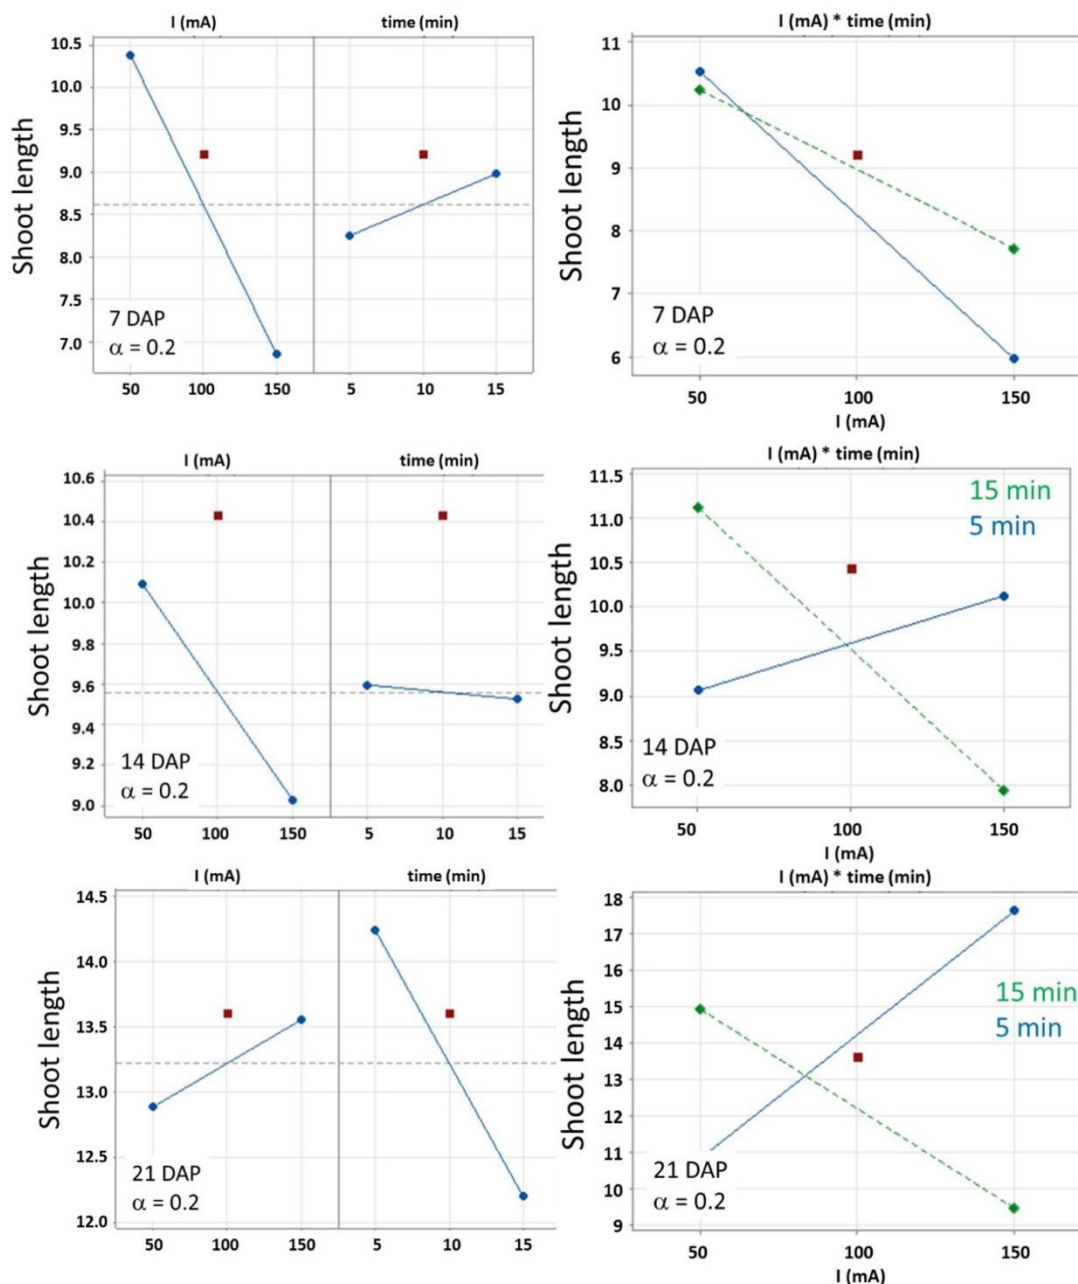 I (mA) time (min)
10.5
10.0
9.5
9.0
8.5
8.0
7.5
7.0
Shoot length
7 DAP
α = 0.2
50 100 150 5 10 15
I (mA) * time (min)
11
10
9
8
7
6
Shoot length
7 DAP
α = 0.2
50 100 150
I (mA)
I (mA) time (min)
10.6
10.4
10.2
10.0
9.8
9.6
9.4
9.2
9.0
Shoot length
14 DAP
α = 0.2
50 100 150 5 10 15
I (mA) * time (min)
11.5
11.0
10.5
10.0
9.5
9.0
8.5
8.0
Shoot length
15 min
5 min
14 DAP
α = 0.2
50 100 150
I (mA)
I (mA) time (min)
14.5
14.0
13.5
13.0
12.5
12.0
Shoot length
21 DAP
α = 0.2
50 100 150 5 10 15
I (mA) * time (min)
18
17
16
15
14
13
12
11
10
9
Shoot length
15 min
5 min
21 DAP
α = 0.2
50 100 150
I (mA)